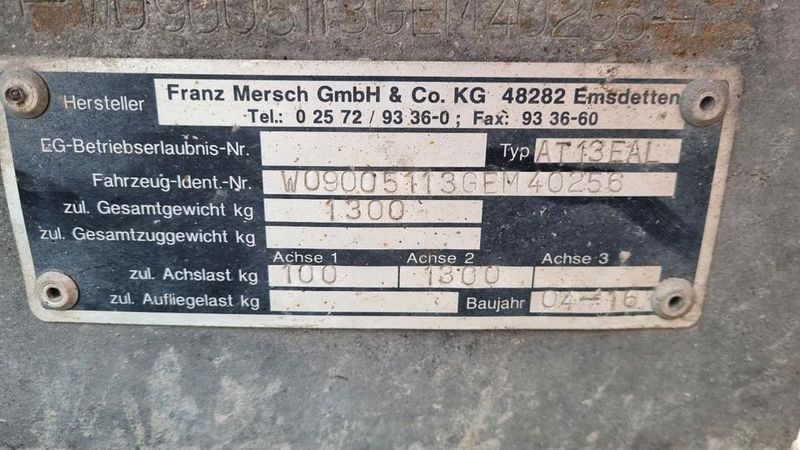 W09005113GEM40256
Hersteller Franz Mersch GmbH & Co. KG 48282 Emsdetten
Tel.: 0 25 72 / 93 36-0 ; Fax: 93 36-60
EG-Betriebserlaubnis-Nr. Typ AT13EAL
Fahrzeug-Ident.-Nr. W09005113GEM40256
zul. Gesamtgewicht kg 1300
zul. Gesamtzuggewicht kg
Achse 1 Achse 2 Achse 3
zul. Achslast kg 100 1300
zul. Aufliegelast kg Baujahr 04-16